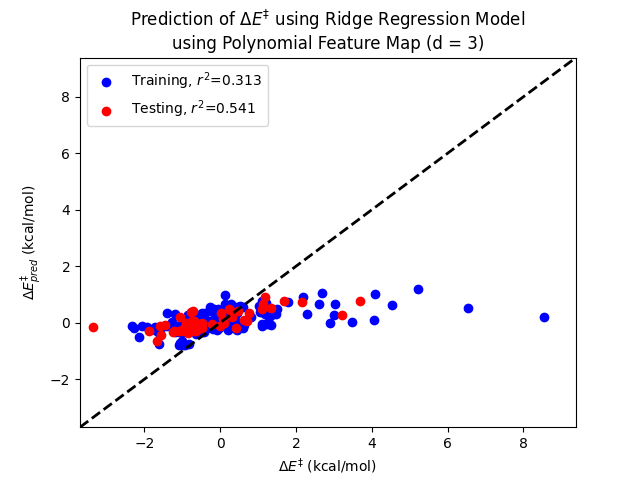 Prediction of ΔE‡ using Ridge Regression Model
using Polynomial Feature Map (d = 3)
Training, r²=0.313
Testing, r²=0.541
8
6
4
2
0
−2
ΔE‡pred (kcal/mol)
−2 0 2 4 6 8
ΔE‡ (kcal/mol)